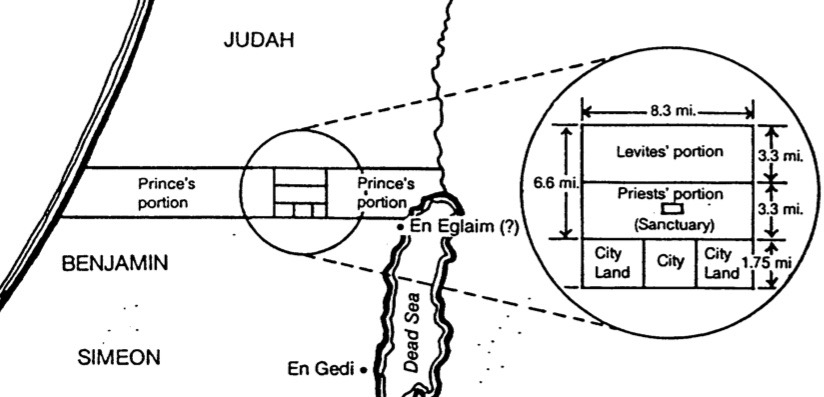 JUDAH
8.3 mi.
Levites' portion
3.3 mi.
6.6 mi.
Prince's
portion
Prince's
portion
Priests' portion
(Sanctuary)
3.3 mi.
En Eglaim (?)
BENJAMIN
City
Land
City
City
Land
1.75 mi
Dead Sea
SIMEON
En Gedi